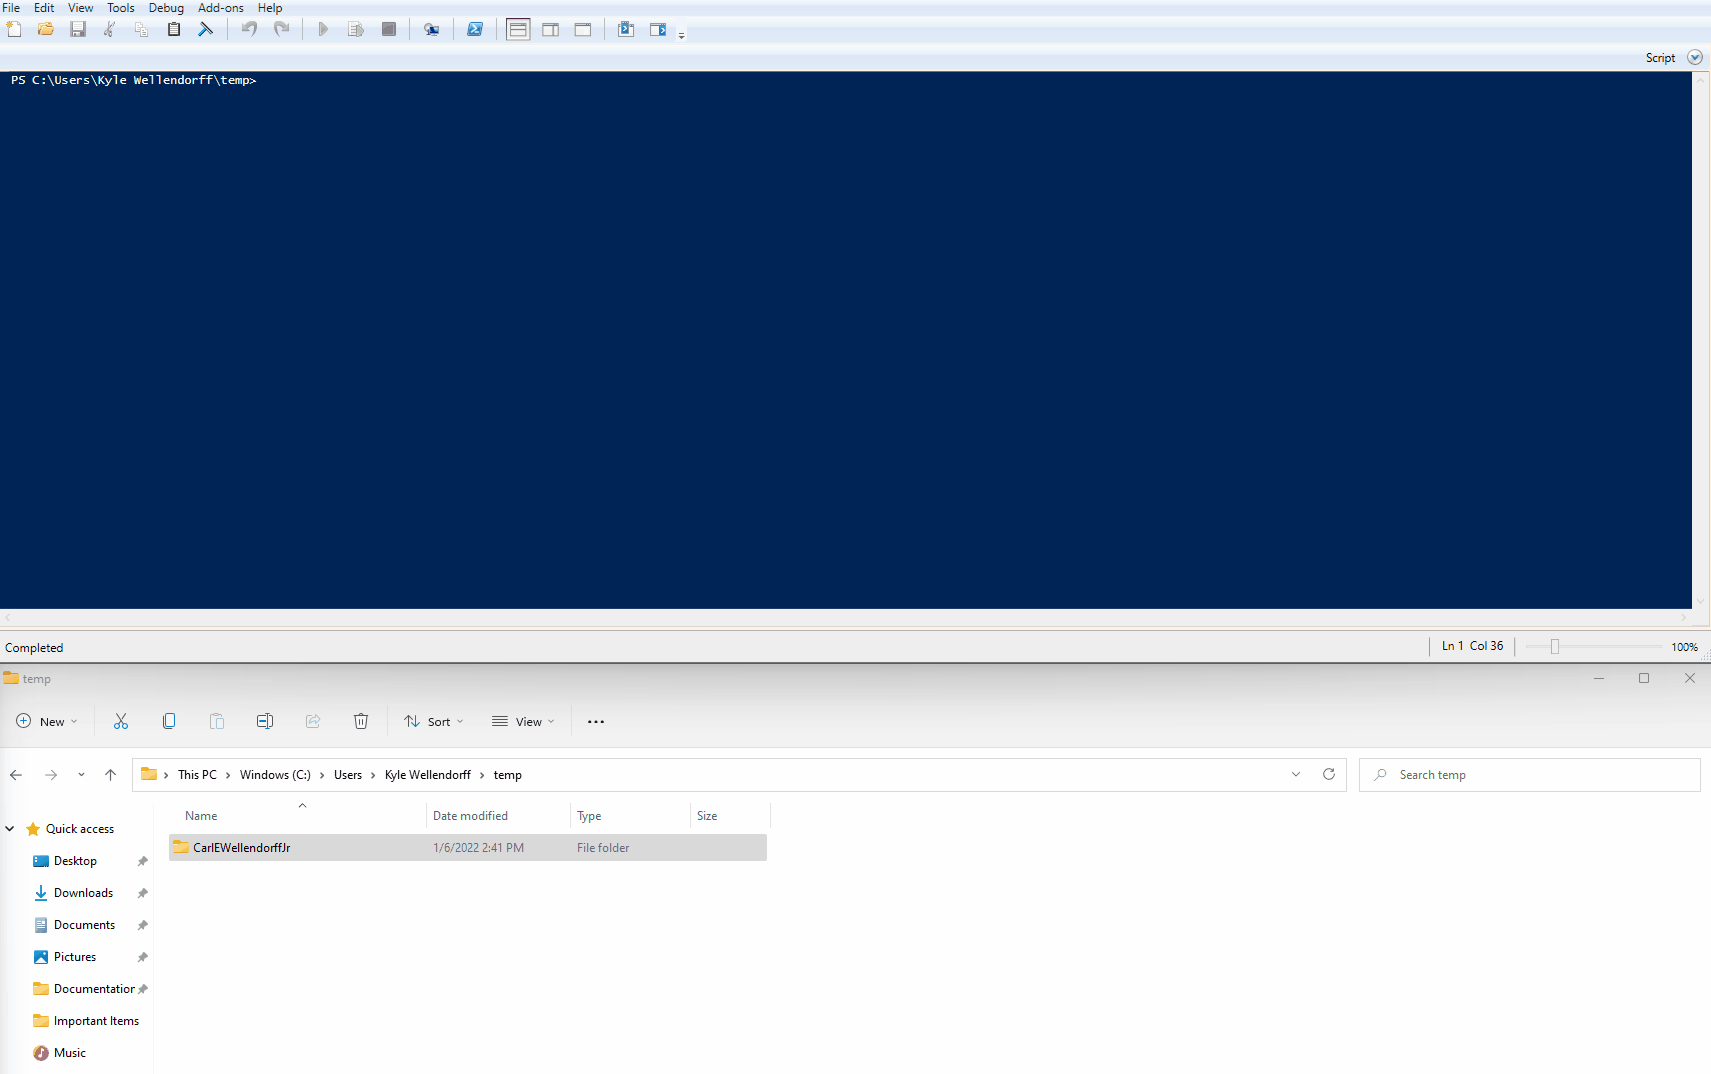 File Edit View Tools Debug Add-ons Help
Script
PS C:\Users\Kyle Wellendorff\temp>
Completed
Ln 1 Col 36
100%
temp
New
Sort
View
This PC > Windows (C:) > Users > Kyle Wellendorff > temp
Search temp
Name Date modified Type Size
Quick access
CarlEWellendorffJr 1/6/2022 2:41 PM File folder
Desktop
Downloads
Documents
Pictures
Documentation
Important Items
Music